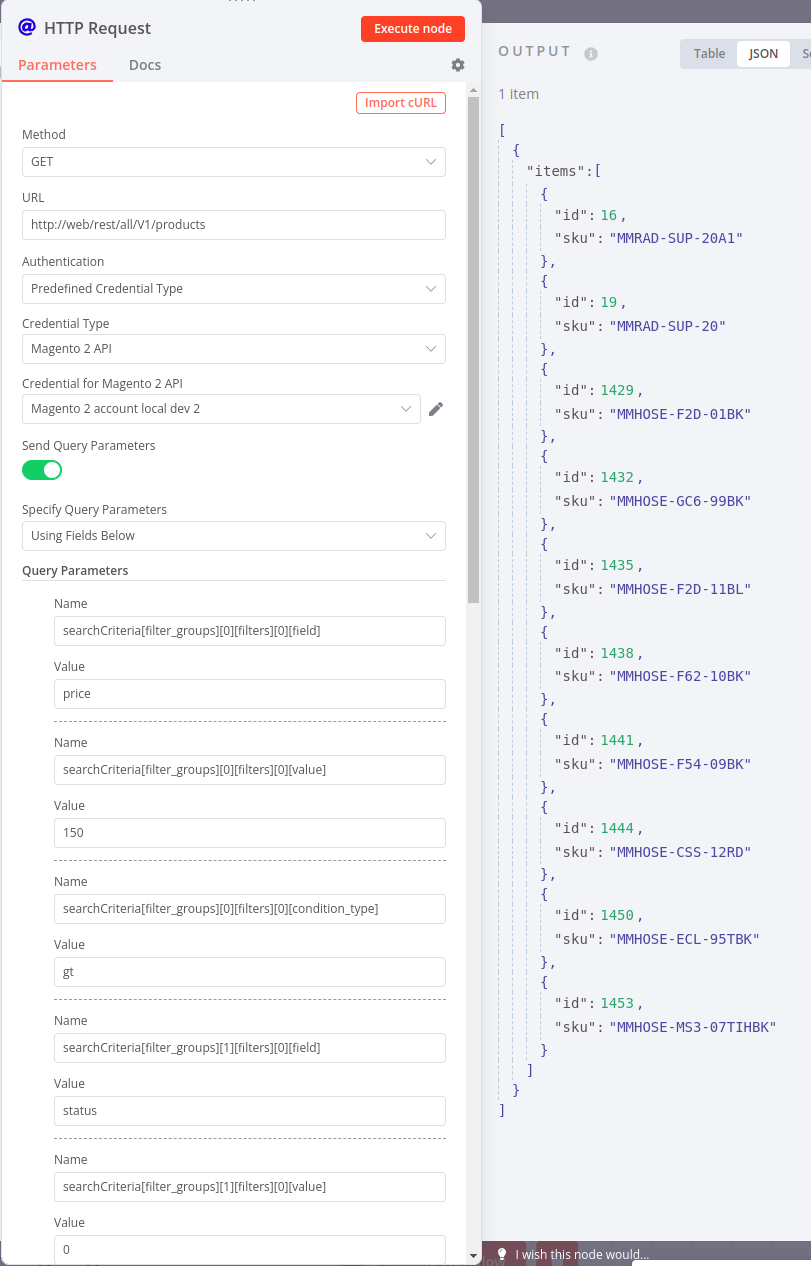 HTTP Request
Execute node
Parameters
Docs
Import cURL
Method
GET
URL
http://web/rest/all/V1/products
Authentication
Predefined Credential Type
Credential Type
Magento 2 API
Credential for Magento 2 API
Magento 2 account local dev 2
Send Query Parameters
Specify Query Parameters
Using Fields Below
Query Parameters
Name
searchCriteria[filter_groups][0][filters][0][field]
Value
price
Name
searchCriteria[filter_groups][0][filters][0][value]
Value
150
Name
searchCriteria[filter_groups][0][filters][0][condition_type]
Value
gt
Name
searchCriteria[filter_groups][1][filters][0][field]
Value
status
Name
searchCriteria[filter_groups][1][filters][0][value]
Value
0
OUTPUT
Table
JSON
1 item
[
{
"items":[
{
"id":16,
"sku":"MMRAD-SUP-20A1"
},
{
"id":19,
"sku":"MMRAD-SUP-20"
},
{
"id":1429,
"sku":"MMHOSE-F2D-01BK"
},
{
"id":1432,
"sku":"MMHOSE-GC6-99BK"
},
{
"id":1435,
"sku":"MMHOSE-F2D-11BL"
},
{
"id":1438,
"sku":"MMHOSE-F62-10BK"
},
{
"id":1441,
"sku":"MMHOSE-F54-09BK"
},
{
"id":1444,
"sku":"MMHOSE-CSS-12RD"
},
{
"id":1450,
"sku":"MMHOSE-ECL-95TBK"
},
{
"id":1453,
"sku":"MMHOSE-MS3-07TIHBK"
}
]
}
]
I wish this node would...